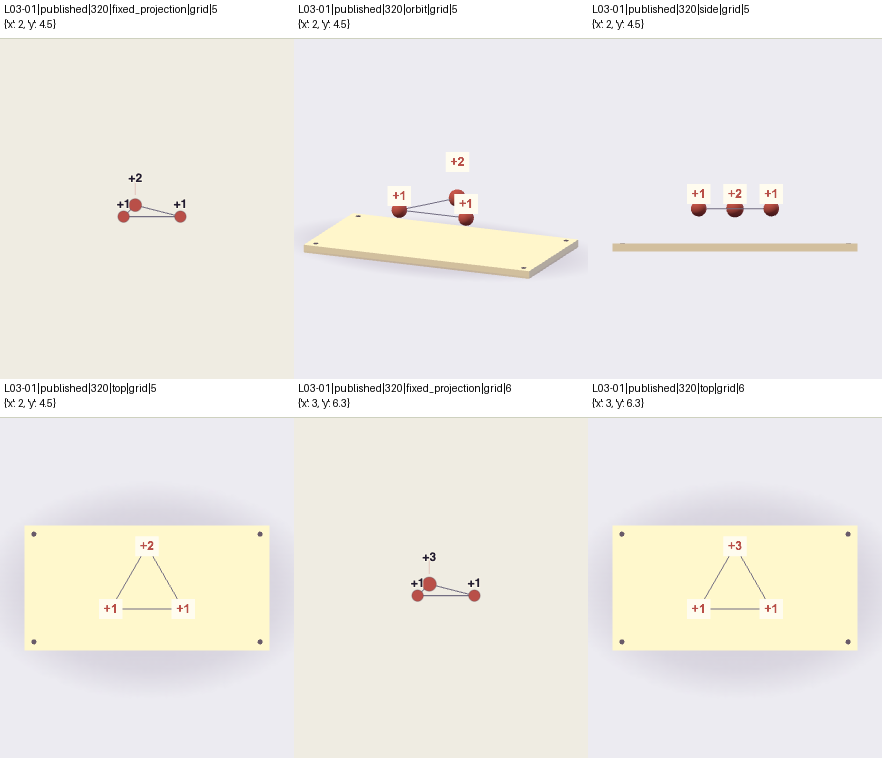 L03-01|published|320|fixed_projection|grid|5
{'x': 2, 'y': 4.5}
+2
+1
+1
L03-01|published|320|orbit|grid|5
{'x': 2, 'y': 4.5}
+2
+1
+1
L03-01|published|320|side|grid|5
{'x': 2, 'y': 4.5}
+1 +2 +1
L03-01|published|320|top|grid|5
{'x': 2, 'y': 4.5}
+2
+1 +1
L03-01|published|320|fixed_projection|grid|6
{'x': 3, 'y': 6.3}
+3
+1 +1
L03-01|published|320|top|grid|6
{'x': 3, 'y': 6.3}
+3
+1 +1